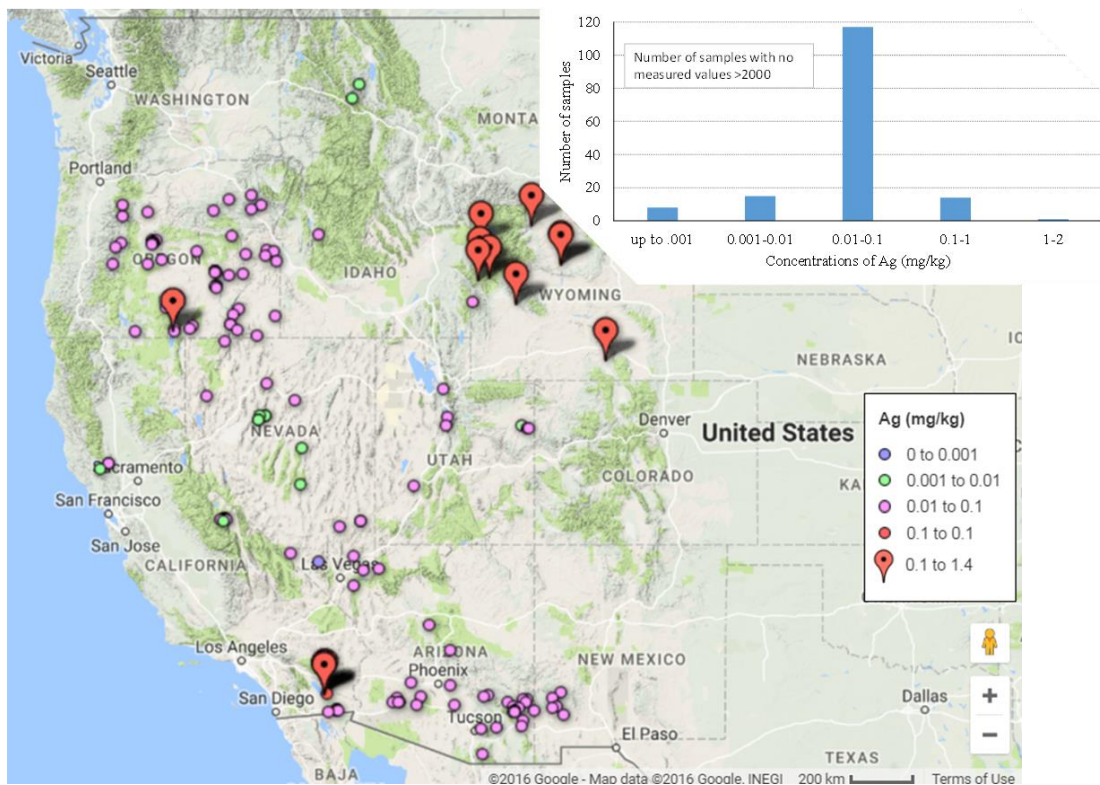 120
100
80
60
40
20
0
Number of samples
Number of samples with no
measured values >2000
up to .001
0.001-0.01
0.01-0.1
0.1-1
1-2
Concentrations of Ag (mg/kg)
Victoria
Seattle
WASHINGTON
MONTA
Portland
OREGON
IDAHO
WYOMING
NEBRASKA
IO
NEVADA
Denver
United States
Sacramento
UTAH
COLORADO
KA
San Francisco
San Jose
CALIFORNIA
Las Vegas
Ag (mg/kg)
0 to 0.001
0.001 to 0.01
0.01 to 0.1
0.1 to 0.1
0.1 to 1.4
Los Angeles
ARIZONA
Phoenix
NEW MEXICO
San Diego
Tucson
Dallas
El Paso
TEXAS
BAJA
+
−
©2016 Google - Map data ©2016 Google, INEGI
200 km
Terms of Use